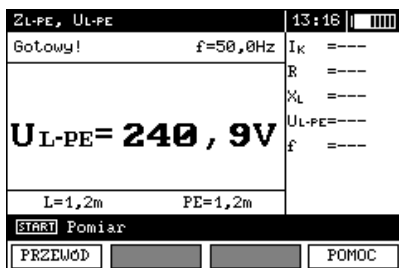 ZL-PE, UL-PE 13:16
Gotowy! f=50,0Hz
IK =---
R =---
XL =---
UL-PE=---
f =---
UL-PE= 240,9V
L=1,2m PE=1,2m
START Pomiar
PRZEWÓD POMOC